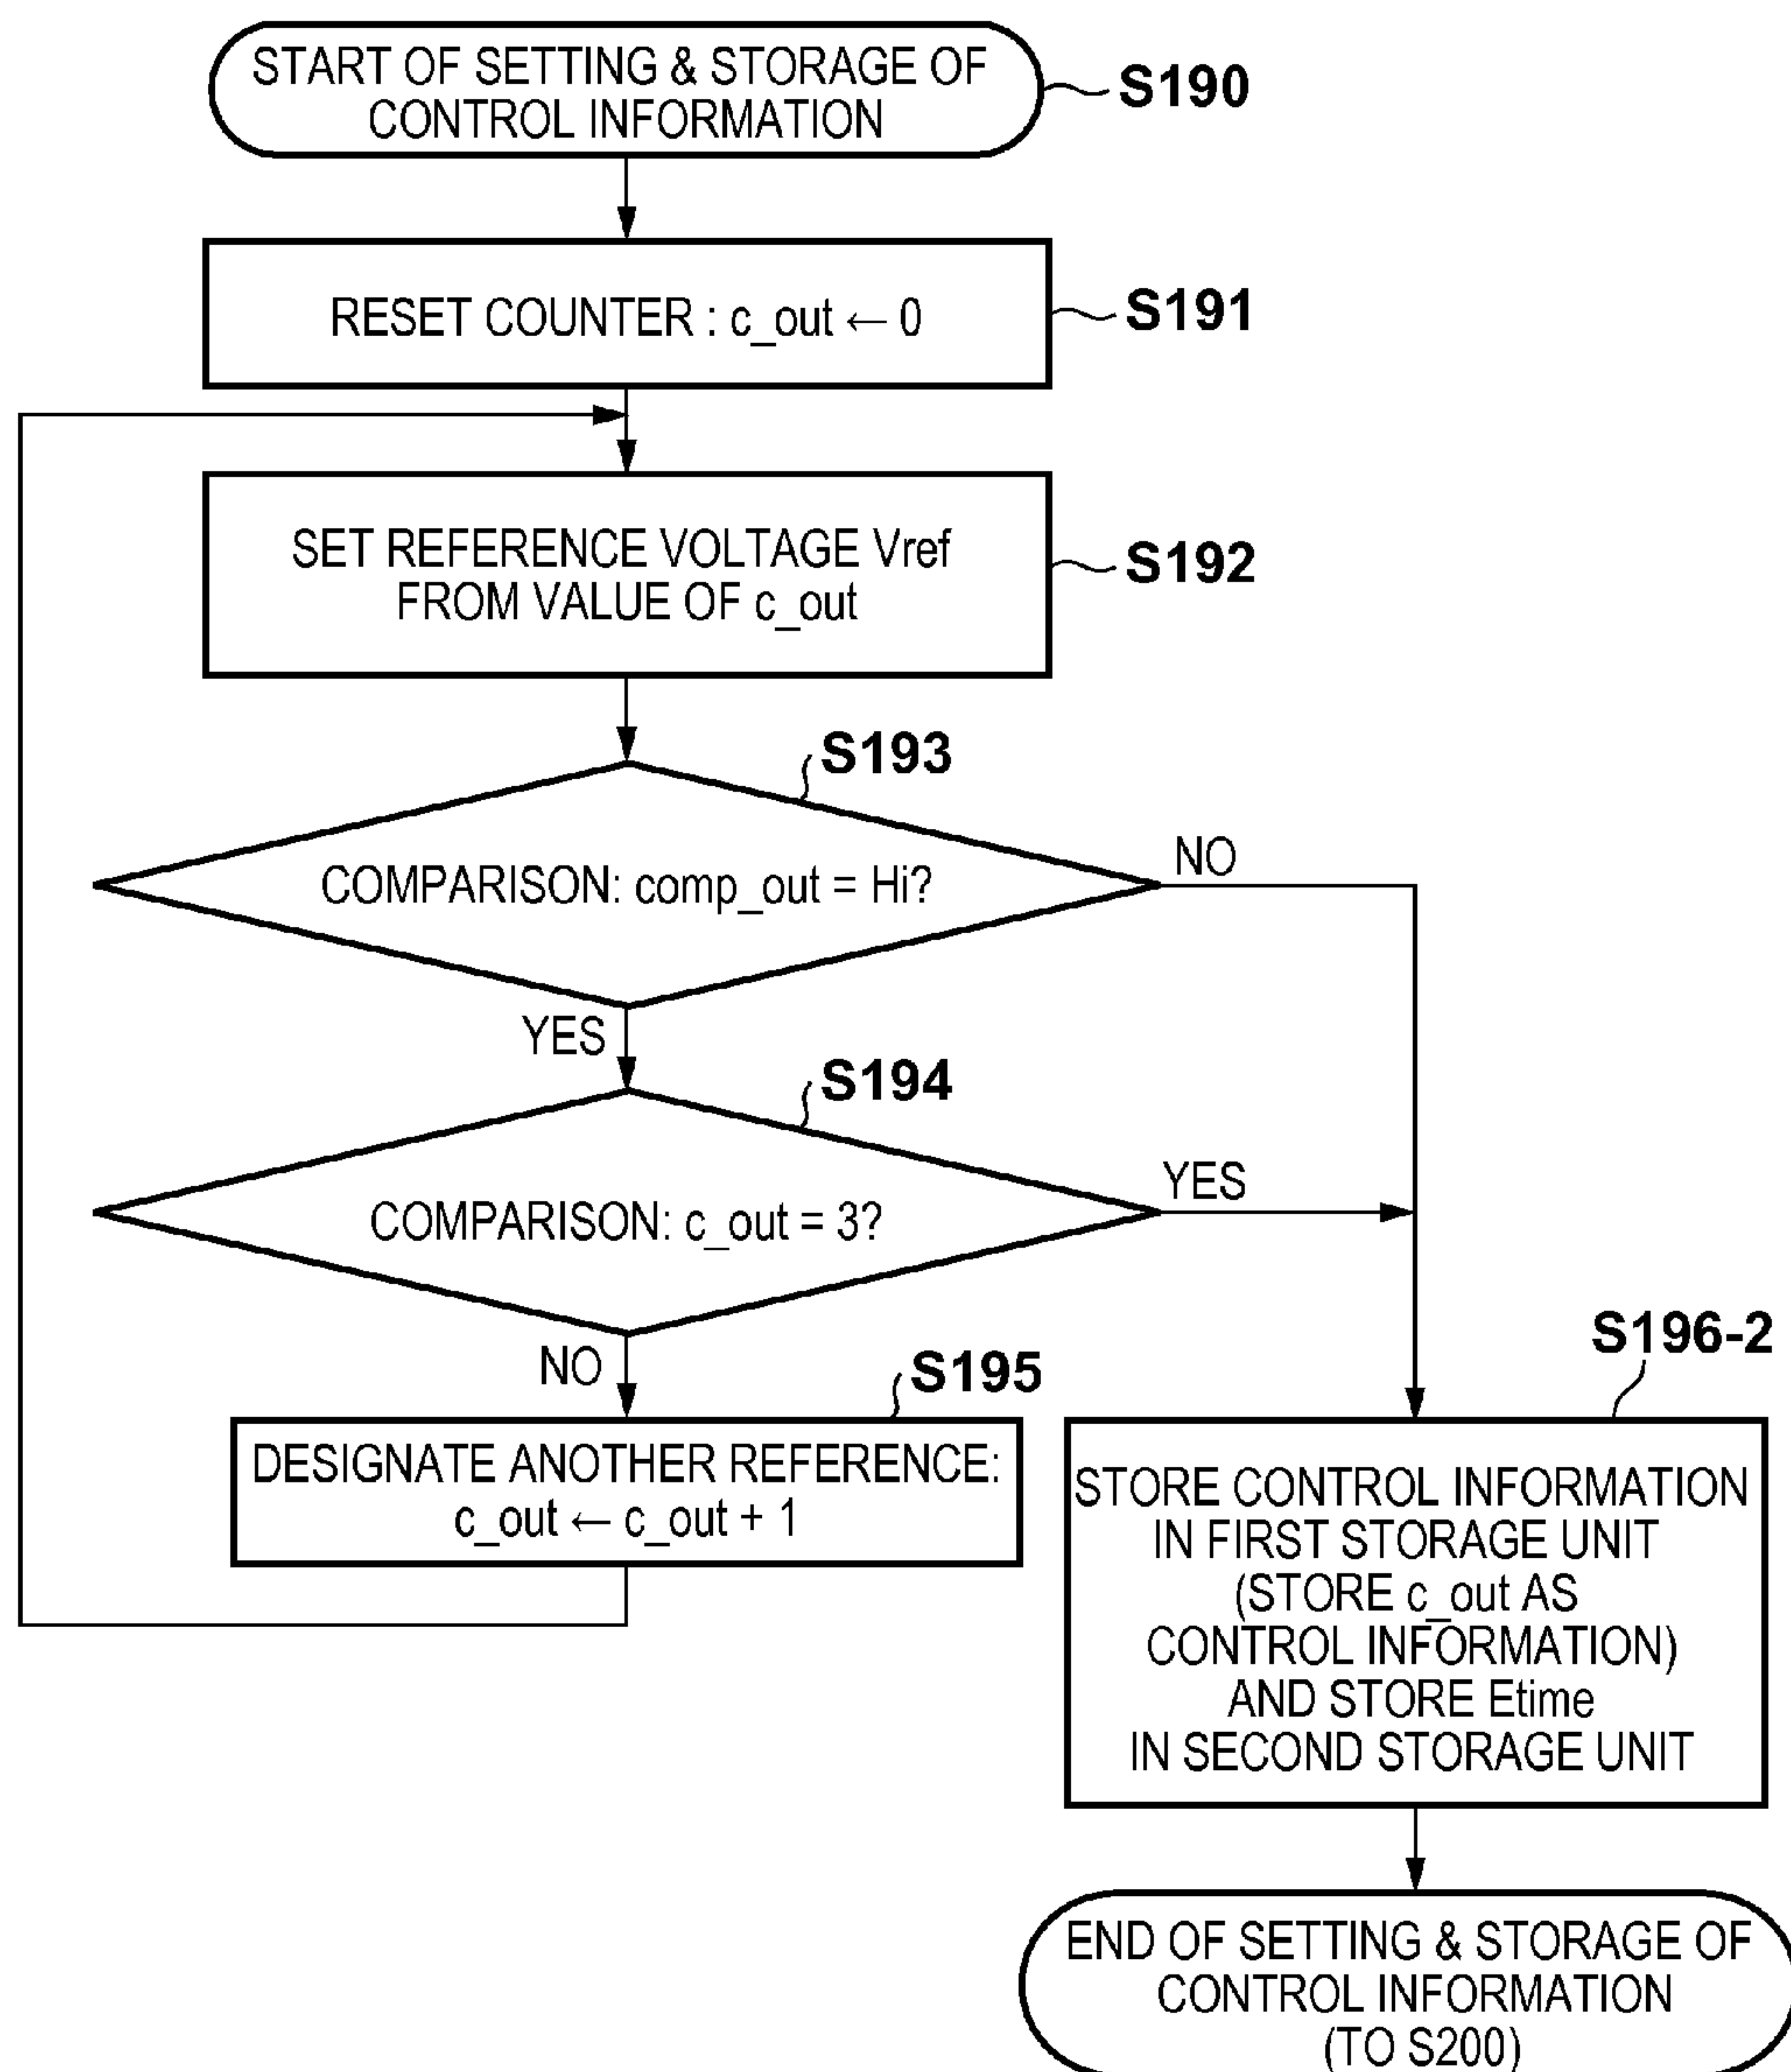 START OF SETTING & STORAGE OF
CONTROL INFORMATION
S190
RESET COUNTER : c_out ← 0
S191
SET REFERENCE VOLTAGE Vref
FROM VALUE OF c_out
S192
S193
COMPARISON: comp_out = Hi?
NO
YES
S194
COMPARISON: c_out = 3?
YES
NO
S195
DESIGNATE ANOTHER REFERENCE:
c_out ← c_out + 1
S196-2
STORE CONTROL INFORMATION
IN FIRST STORAGE UNIT
(STORE c_out AS
CONTROL INFORMATION)
AND STORE Etime
IN SECOND STORAGE UNIT
END OF SETTING & STORAGE OF
CONTROL INFORMATION
(TO S200)